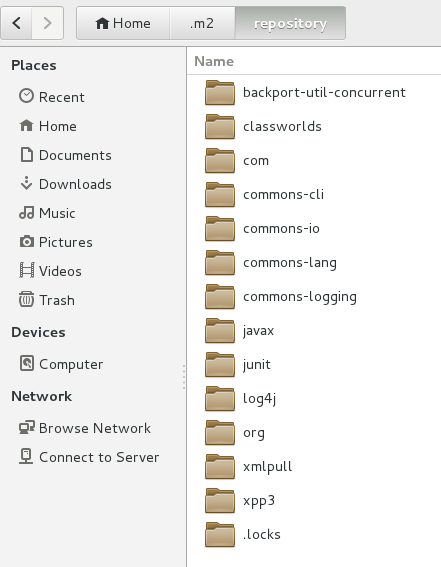 Home .m2 repository
Places
Recent
Home
Documents
Downloads
Music
Pictures
Videos
Trash
Devices
Computer
Network
Browse Network
Connect to Server
Name
backport-util-concurrent
classworlds
com
commons-cli
commons-io
commons-lang
commons-logging
javax
junit
log4j
org
xmlpull
xpp3
.locks